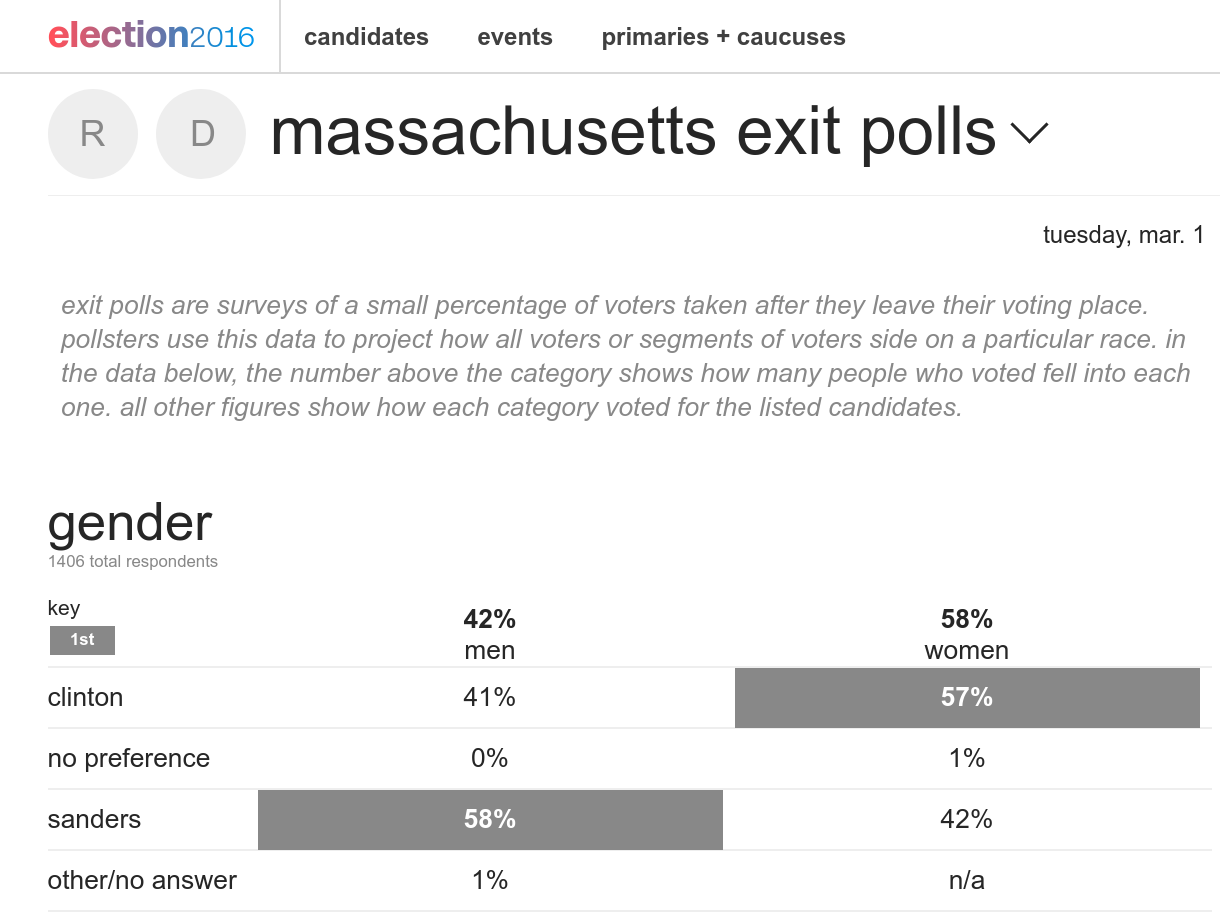 election2016 candidates events primaries + caucuses
R D massachusetts exit polls
tuesday, mar. 1
exit polls are surveys of a small percentage of voters taken after they leave their voting place.
pollsters use this data to project how all voters or segments of voters side on a particular race. in
the data below, the number above the category shows how many people who voted fell into each
one. all other figures show how each category voted for the listed candidates.
gender
1406 total respondents
key 42% 58%
1st men women
clinton 41% 57%
no preference 0% 1%
sanders 58% 42%
other/no answer 1% n/a